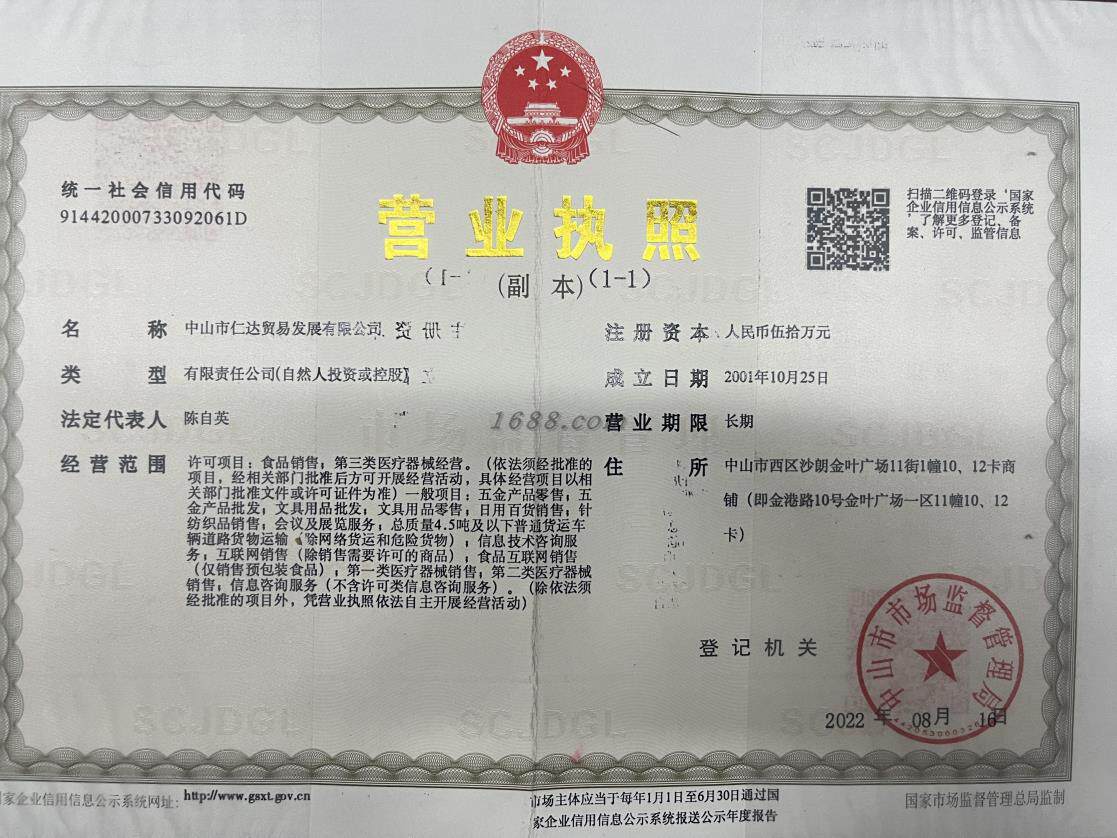 统一社会信用代码
91442000733092061D
营业执照
(副 本)(1-1)
扫描二维码登录‘国家
企业信用信息公示系统
’了解更多登记、备
案、许可、监管信息
名 称 中山市仁达贸易发展有限公司
类 型 有限责任公司(自然人投资或控股)
法定代表人 陈自英
经营范围 许可项目：食品销售；第三类医疗器械经营。（依法须经批准的
项目，经相关部门批准后方可开展经营活动，具体经营项目以相
关部门批准文件或许可证件为准）一般项目：五金产品零售；五
金产品批发；文具用品批发；文具用品零售；日用百货销售；针
纺织品销售；会议及展览服务；总质量4.5吨及以下普通货运车
辆道路货物运输（除网络货运和危险货物）；信息技术咨询服
务；互联网销售（除销售需要许可的商品）；食品互联网销售
（仅销售预包装食品）；第一类医疗器械销售；第二类医疗器械
销售；信息咨询服务（不含许可类信息咨询服务）。（除依法须
经批准的项目外，凭营业执照依法自主开展经营活动）
注册资本 人民币伍拾万元
成立日期 2001年10月25日
营业期限 长期
住 所 中山市西区沙朗金叶广场11街1幢10、12卡商
铺（即金港路10号金叶广场一区11幢10、12
卡）
1688.com
登记机关
中山市市场监督管理局
2022 年 08月 16日
家企业信用信息公示系统网址：http://www.gsxt.gov.cn
市场主体应当于每年1月1日至6月30日通过国
家企业信用信息公示系统报送公示年度报告
国家市场监督管理总局监制